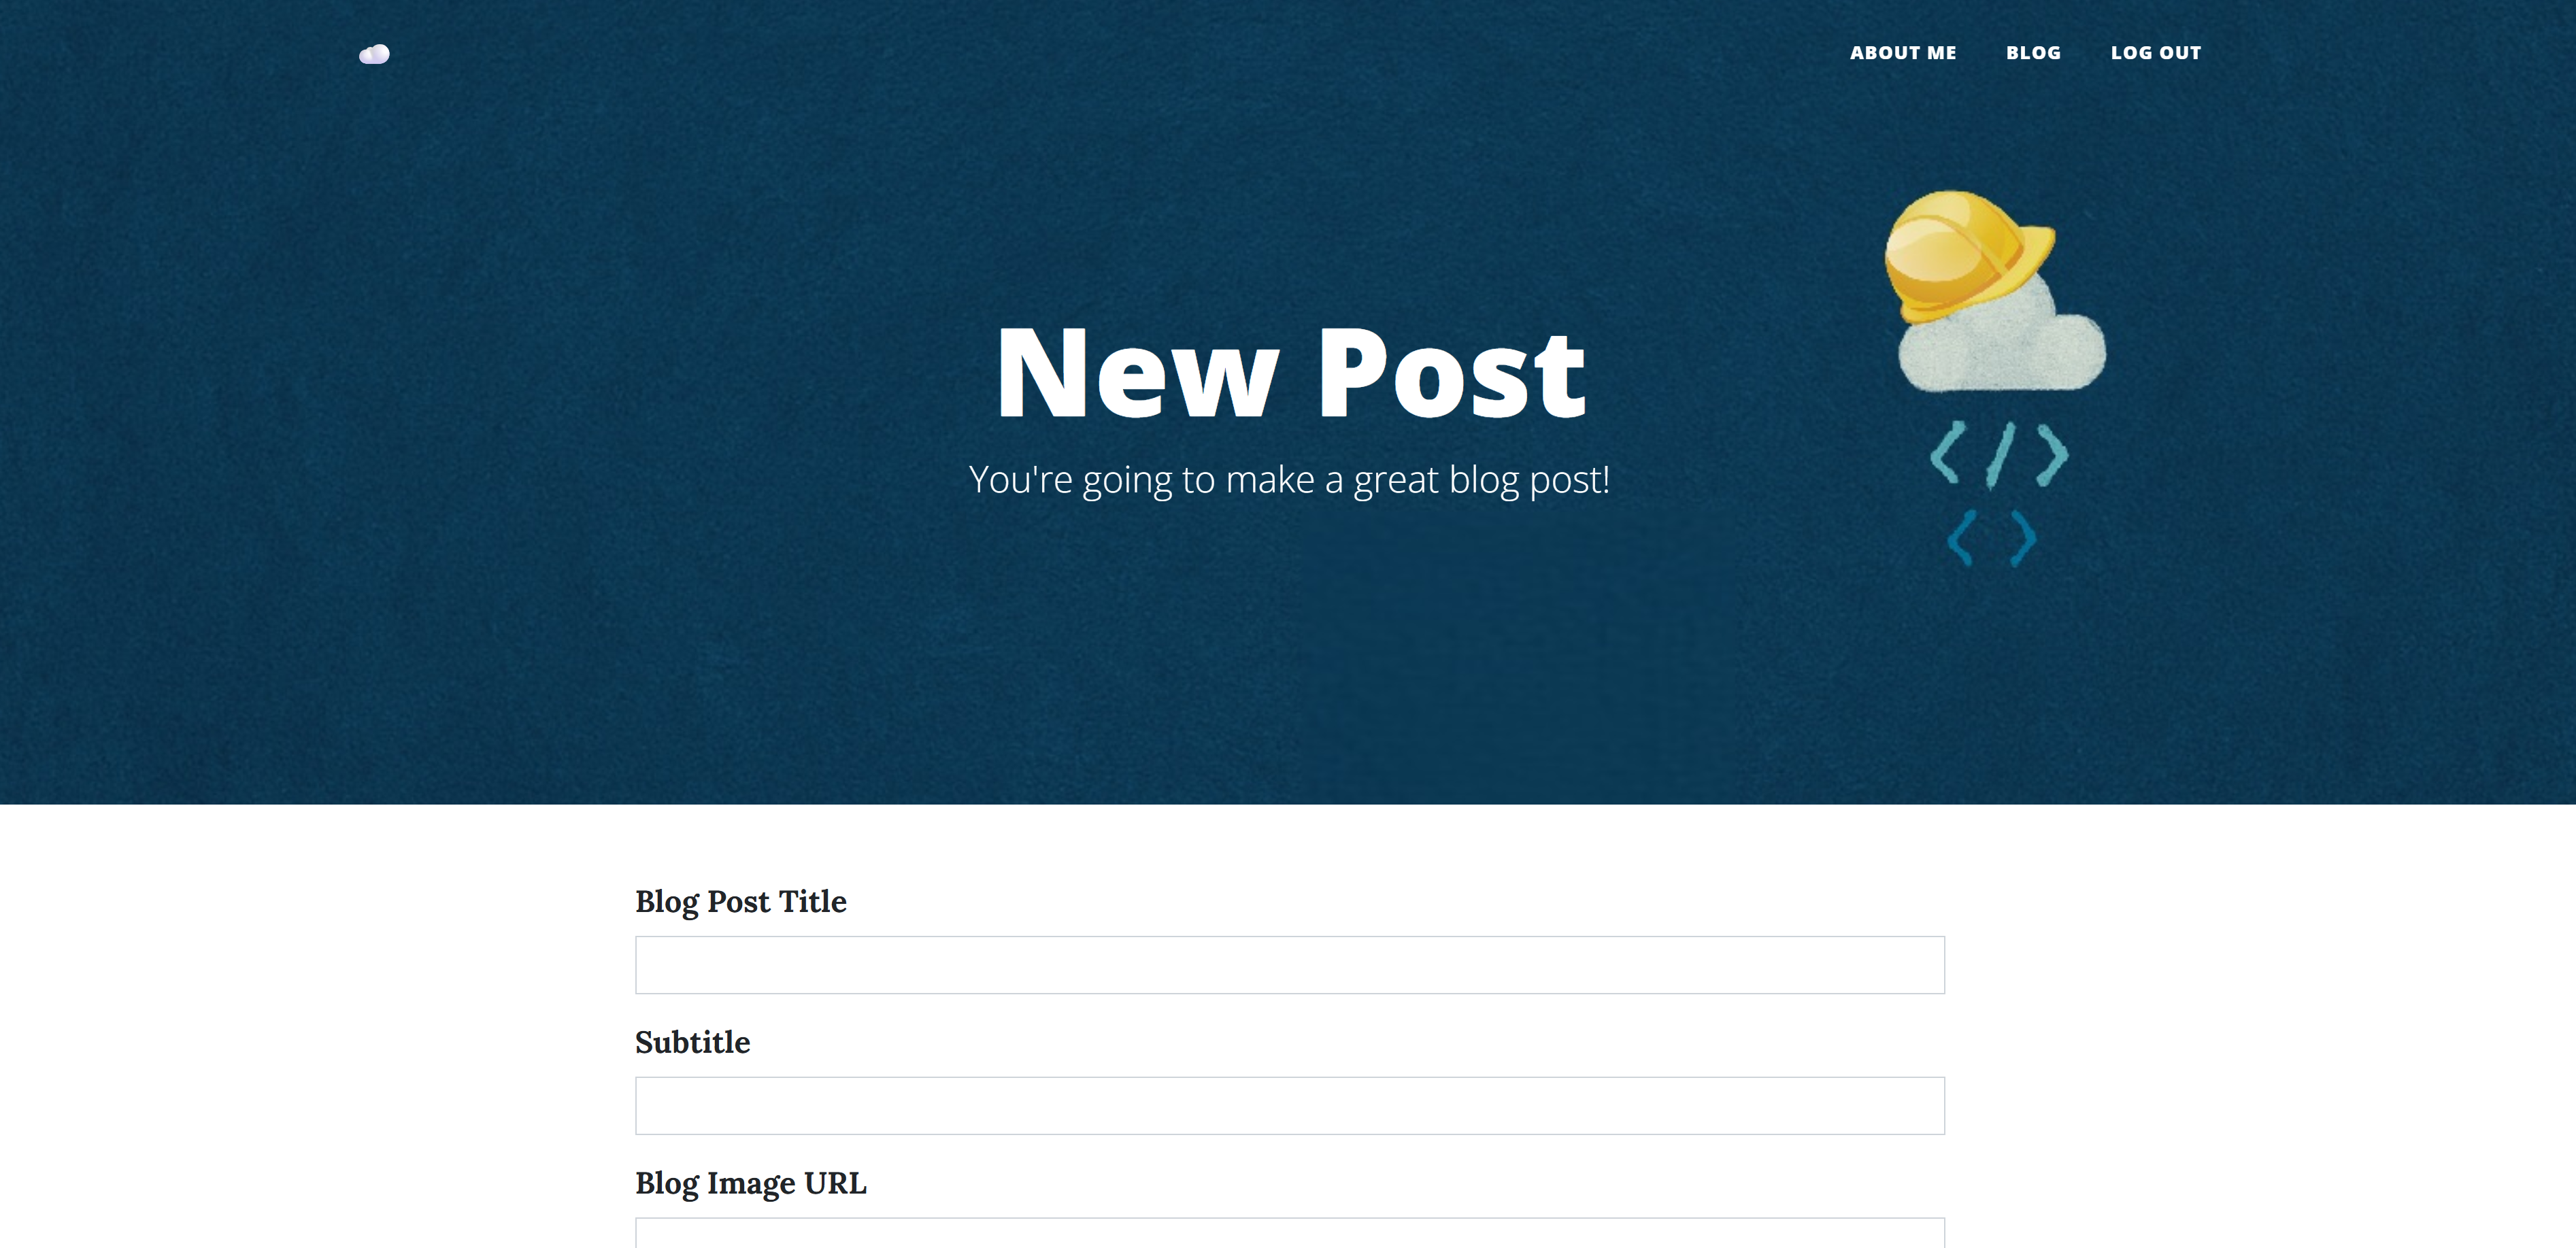 ABOUT ME BLOG LOG OUT
New Post
You're going to make a great blog post!
</>
< >
Blog Post Title
Subtitle
Blog Image URL